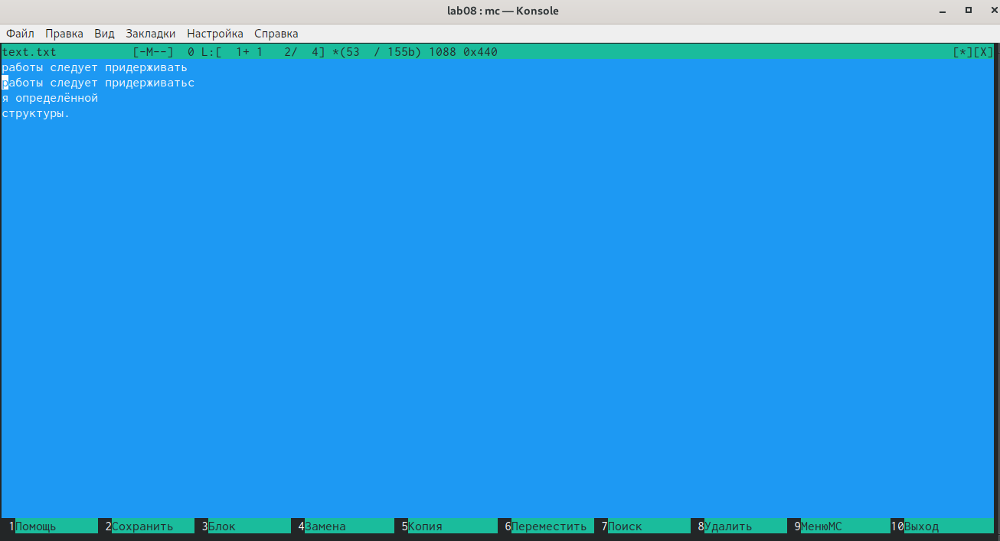 lab08 : mc — Konsole
Файл Правка Вид Закладки Настройка Справка
text.txt [-M--] 0 L:[ 1+ 1 2/ 4] *(53 / 155b) 1088 0x440 [*][X]
работы следует придерживать
работы следует придерживатьс
я определённой
структуры.
1Помощь 2Сохранить 3Блок 4Замена 5Копия 6Переместить 7Поиск 8Удалить 9МенюМС 10Выход